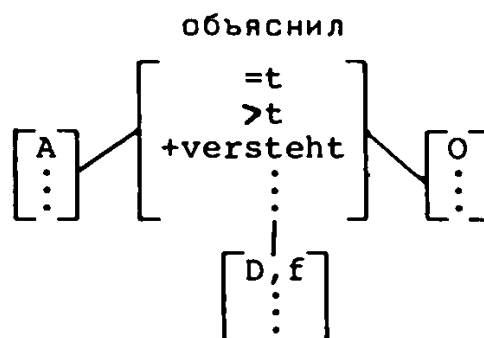 объяснил
=t
>t
A +versteht O
D,f